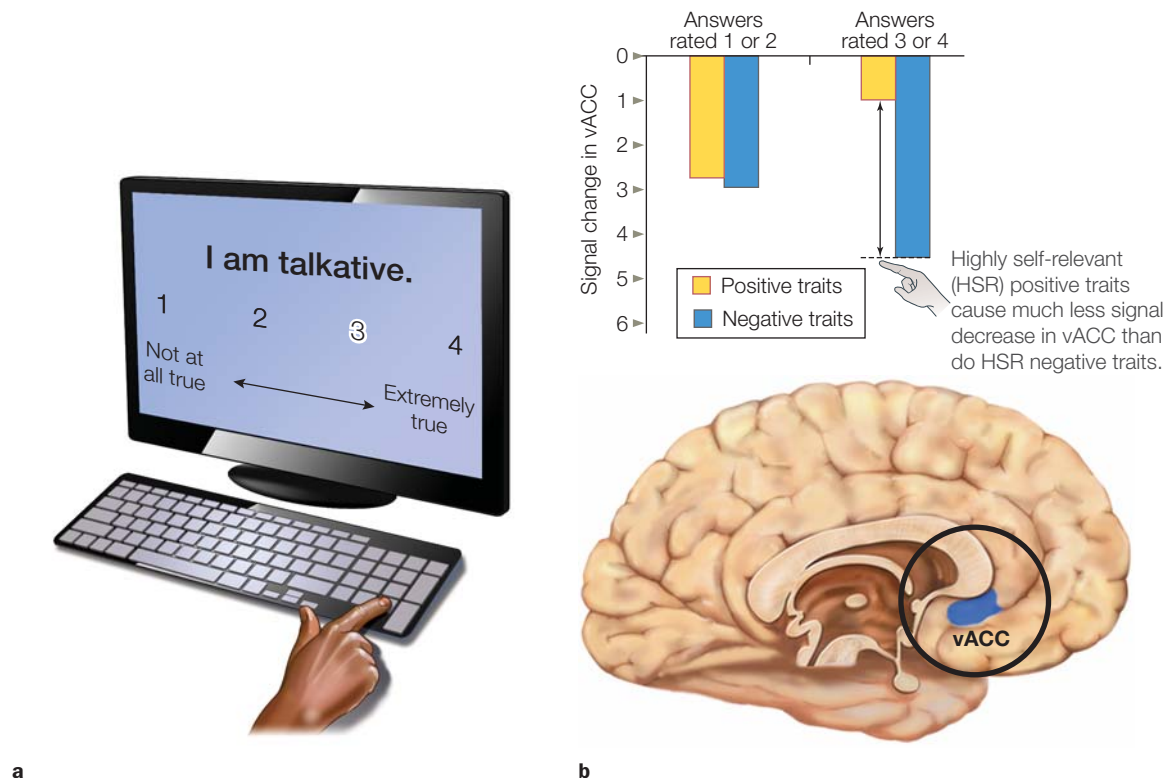 I am talkative.
1
2
3
4
Not at
all true
Extremely
true
a
Answers
rated 1 or 2
Answers
rated 3 or 4
Signal change in vACC
0
1
2
3
4
5
6
Positive traits
Negative traits
Highly self-relevant
(HSR) positive traits
cause much less signal
decrease in vACC than
do HSR negative traits.
vACC
b